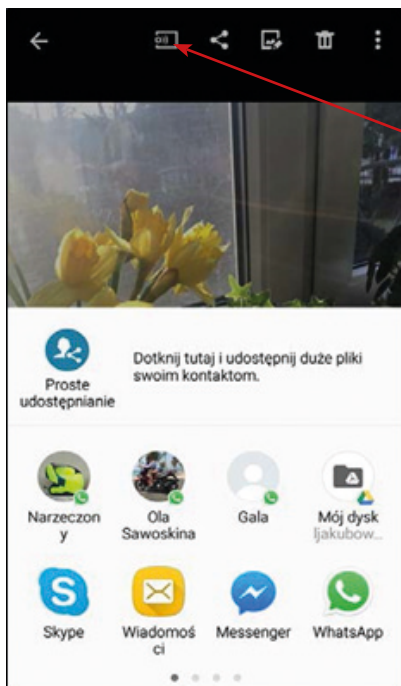 Dotknij tutaj i udostępnij duże pliki
swoim kontaktom.
Proste
udostępnianie
Narzeczon
y
Ola
Sawoskina
Gala
Mój dysk
ljakubow...
Skype
Wiadomoś
ci
Messenger
WhatsApp